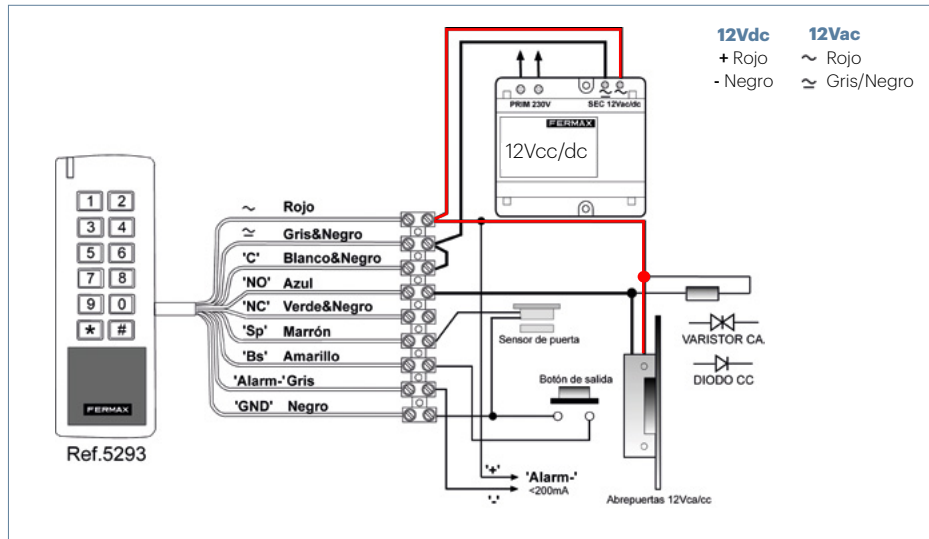 12Vdc 12Vac
+ Rojo ~ Rojo
- Negro ≃ Gris/Negro
PRIM 230V SEC 12Vac/dc
FERMAX
12Vcc/dc
1 2
3 4
5 6
7 8
9 0
* #
FERMAX
Ref.5293
~ Rojo
≃ Gris&Negro
'C' Blanco&Negro
'NO' Azul
'NC' Verde&Negro
'Sp' Marrón
'Bs' Amarillo
'Alarm-' Gris
'GND' Negro
Sensor de puerta
Botón de salida
'+' 'Alarm-'
<200mA
'-'
VARISTOR CA.
DIODO CC
Abrepuertas 12Vca/cc